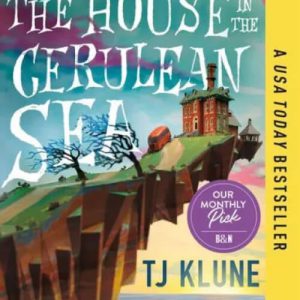 THE HOUSE IN THE
CERULEAN
SEA
A USA TODAY BESTSELLER
OUR
MONTHLY
Pick
B&N
TJ KLUNE